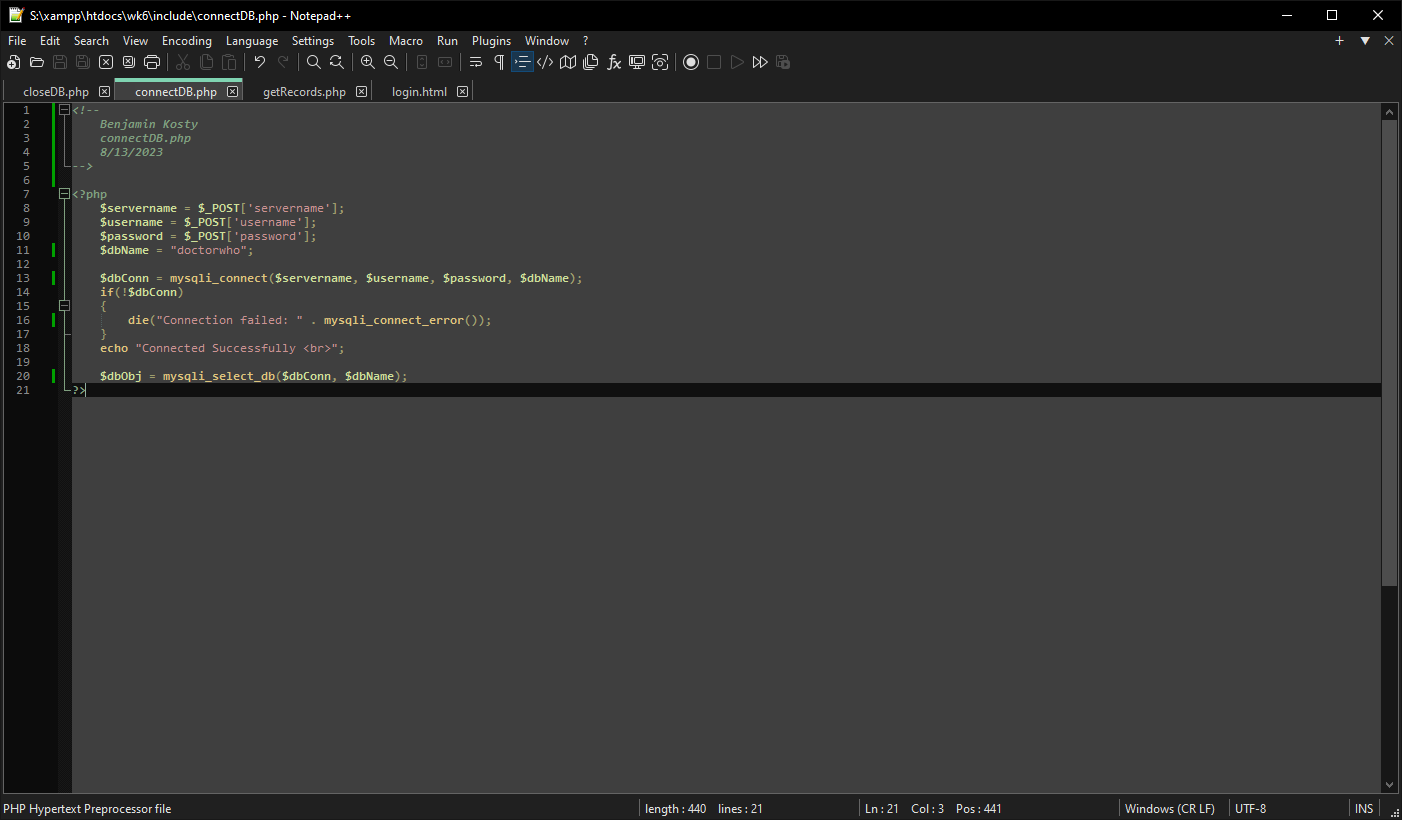 S:\xampp\htdocs\wk6\include\connectDB.php - Notepad++
File Edit Search View Encoding Language Settings Tools Macro Run Plugins Window ?
closeDB.php connectDB.php getRecords.php login.html
1 <!--
2 Benjamin Kosty
3 connectDB.php
4 8/13/2023
5 -->
6
7 <?php
8 $servername = $_POST['servername'];
9 $username = $_POST['username'];
10 $password = $_POST['password'];
11 $dbName = "doctorwho";
12
13 $dbConn = mysqli_connect($servername, $username, $password, $dbName);
14 if(!$dbConn)
15 {
16 die("Connection failed: " . mysqli_connect_error());
17 }
18 echo "Connected Successfully <br>";
19
20 $dbObj = mysqli_select_db($dbConn, $dbName);
21 ?>
PHP Hypertext Preprocessor file length : 440 lines : 21 Ln : 21 Col : 3 Pos : 441 Windows (CR LF) UTF-8 INS